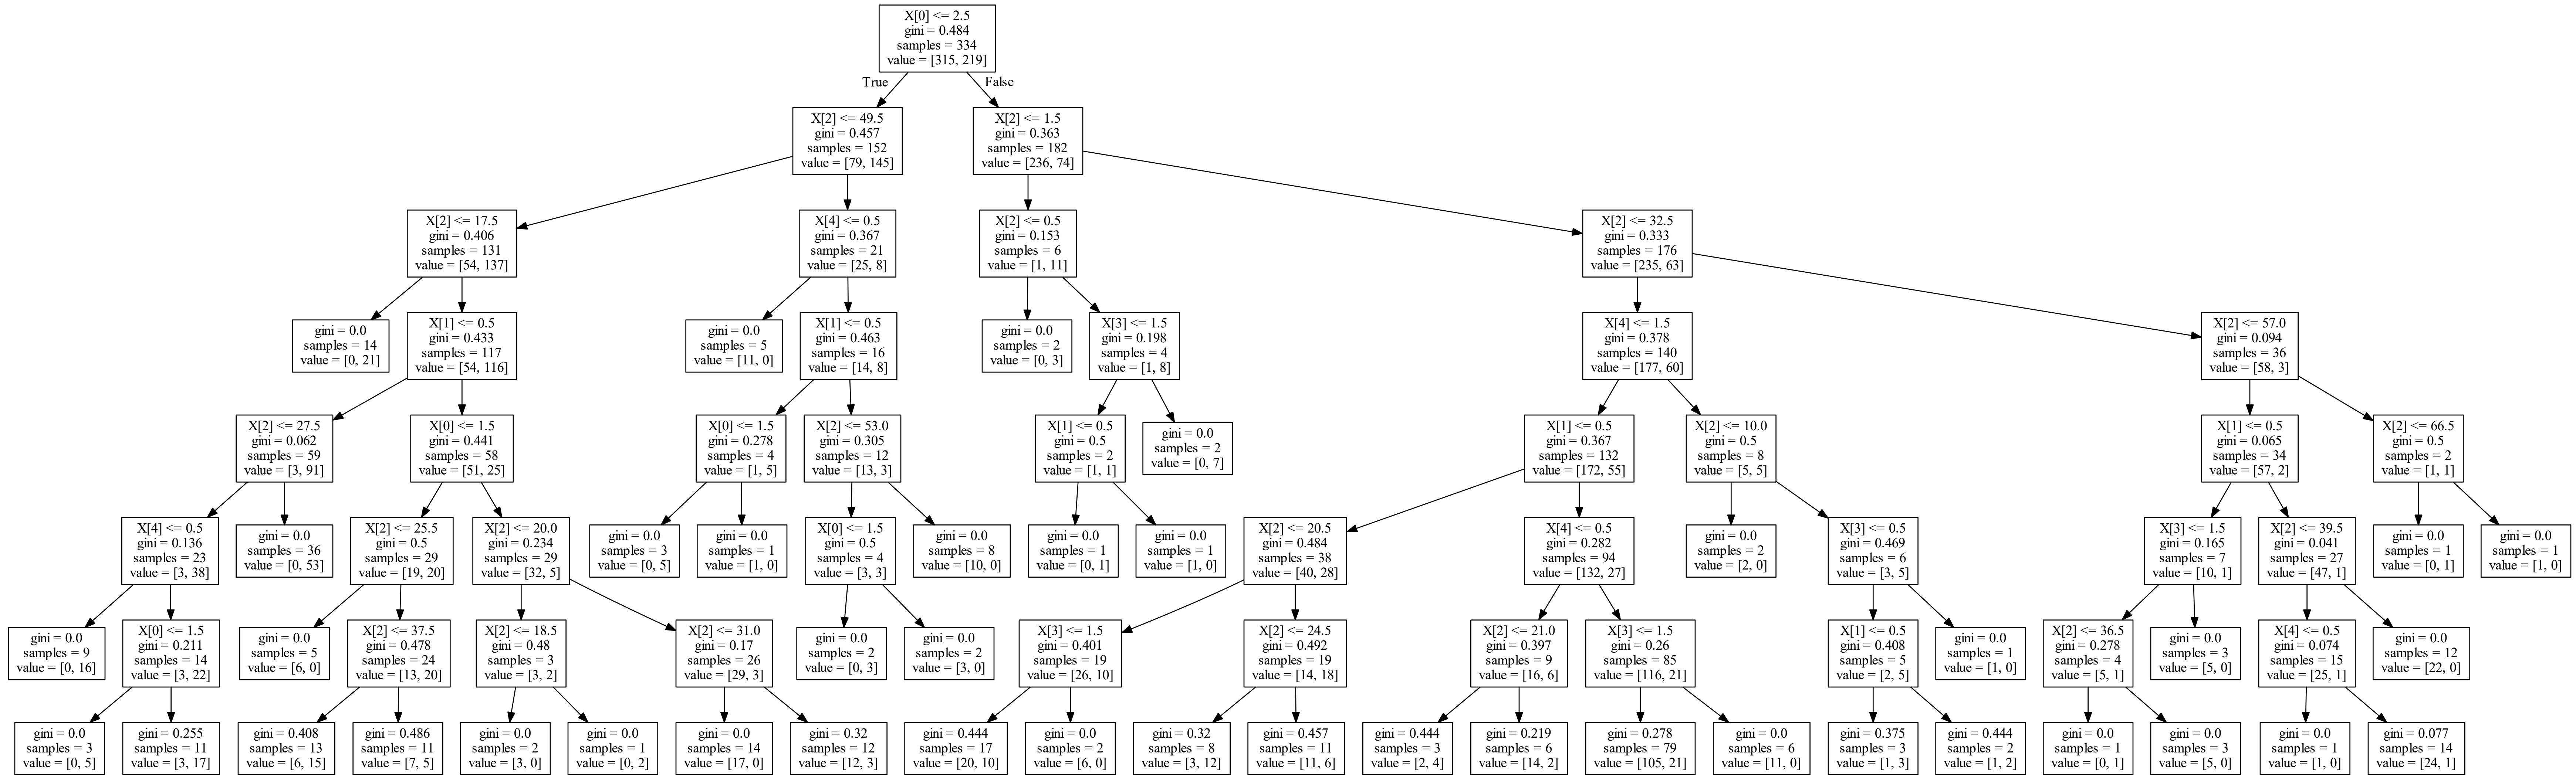 X[0] <= 2.5
gini = 0.484
samples = 334
value = [315, 219]
True
False
X[2] <= 49.5
gini = 0.457
samples = 152
value = [79, 145]
X[2] <= 1.5
gini = 0.363
samples = 182
value = [236, 74]
X[2] <= 17.5
gini = 0.406
samples = 131
value = [54, 137]
X[4] <= 0.5
gini = 0.367
samples = 21
value = [25, 8]
X[2] <= 0.5
gini = 0.153
samples = 6
value = [1, 11]
X[2] <= 32.5
gini = 0.333
samples = 176
value = [235, 63]
gini = 0.0
samples = 14
value = [0, 21]
X[1] <= 0.5
gini = 0.433
samples = 117
value = [54, 116]
gini = 0.0
samples = 5
value = [11, 0]
X[1] <= 0.5
gini = 0.463
samples = 16
value = [14, 8]
gini = 0.0
samples = 2
value = [0, 3]
X[3] <= 1.5
gini = 0.198
samples = 4
value = [1, 8]
X[4] <= 1.5
gini = 0.378
samples = 140
value = [177, 60]
X[2] <= 57.0
gini = 0.094
samples = 36
value = [58, 3]
X[2] <= 27.5
gini = 0.062
samples = 59
value = [3, 91]
X[0] <= 1.5
gini = 0.441
samples = 58
value = [51, 25]
X[0] <= 1.5
gini = 0.278
samples = 4
value = [1, 5]
X[2] <= 53.0
gini = 0.305
samples = 12
value = [13, 3]
X[1] <= 0.5
gini = 0.5
samples = 2
value = [1, 1]
gini = 0.0
samples = 2
value = [0, 7]
X[1] <= 0.5
gini = 0.367
samples = 132
value = [172, 55]
X[2] <= 10.0
gini = 0.5
samples = 8
value = [5, 5]
X[1] <= 0.5
gini = 0.065
samples = 34
value = [57, 2]
X[2] <= 66.5
gini = 0.5
samples = 2
value = [1, 1]
X[4] <= 0.5
gini = 0.136
samples = 23
value = [3, 38]
gini = 0.0
samples = 36
value = [0, 53]
X[2] <= 25.5
gini = 0.5
samples = 29
value = [19, 20]
X[2] <= 20.0
gini = 0.234
samples = 29
value = [32, 5]
gini = 0.0
samples = 3
value = [0, 5]
gini = 0.0
samples = 1
value = [1, 0]
X[0] <= 1.5
gini = 0.5
samples = 4
value = [3, 3]
gini = 0.0
samples = 8
value = [10, 0]
gini = 0.0
samples = 1
value = [0, 1]
gini = 0.0
samples = 1
value = [1, 0]
X[2] <= 20.5
gini = 0.484
samples = 38
value = [40, 28]
X[4] <= 0.5
gini = 0.282
samples = 94
value = [132, 27]
gini = 0.0
samples = 2
value = [2, 0]
X[3] <= 0.5
gini = 0.469
samples = 6
value = [3, 5]
X[3] <= 1.5
gini = 0.165
samples = 7
value = [10, 1]
X[2] <= 39.5
gini = 0.041
samples = 27
value = [47, 1]
gini = 0.0
samples = 1
value = [0, 1]
gini = 0.0
samples = 1
value = [1, 0]
gini = 0.0
samples = 9
value = [0, 16]
X[0] <= 1.5
gini = 0.211
samples = 14
value = [3, 22]
gini = 0.0
samples = 5
value = [6, 0]
X[2] <= 37.5
gini = 0.478
samples = 24
value = [13, 20]
X[2] <= 18.5
gini = 0.48
samples = 3
value = [3, 2]
X[2] <= 31.0
gini = 0.17
samples = 26
value = [29, 3]
gini = 0.0
samples = 2
value = [0, 3]
gini = 0.0
samples = 2
value = [3, 0]
X[3] <= 1.5
gini = 0.401
samples = 19
value = [26, 10]
X[2] <= 24.5
gini = 0.492
samples = 19
value = [14, 18]
X[2] <= 21.0
gini = 0.397
samples = 9
value = [16, 6]
X[3] <= 1.5
gini = 0.26
samples = 85
value = [116, 21]
X[1] <= 0.5
gini = 0.408
samples = 5
value = [2, 5]
gini = 0.0
samples = 1
value = [1, 0]
X[2] <= 36.5
gini = 0.278
samples = 4
value = [5, 1]
gini = 0.0
samples = 3
value = [5, 0]
X[4] <= 0.5
gini = 0.074
samples = 15
value = [25, 1]
gini = 0.0
samples = 12
value = [22, 0]
gini = 0.0
samples = 3
value = [0, 5]
gini = 0.255
samples = 11
value = [3, 17]
gini = 0.408
samples = 13
value = [6, 15]
gini = 0.486
samples = 11
value = [7, 5]
gini = 0.0
samples = 2
value = [3, 0]
gini = 0.0
samples = 1
value = [0, 2]
gini = 0.0
samples = 14
value = [17, 0]
gini = 0.32
samples = 12
value = [12, 3]
gini = 0.444
samples = 17
value = [20, 10]
gini = 0.0
samples = 2
value = [6, 0]
gini = 0.32
samples = 8
value = [3, 12]
gini = 0.457
samples = 11
value = [11, 6]
gini = 0.444
samples = 3
value = [2, 4]
gini = 0.219
samples = 6
value = [14, 2]
gini = 0.278
samples = 79
value = [105, 21]
gini = 0.0
samples = 6
value = [11, 0]
gini = 0.375
samples = 3
value = [1, 3]
gini = 0.444
samples = 2
value = [1, 2]
gini = 0.0
samples = 1
value = [0, 1]
gini = 0.0
samples = 3
value = [5, 0]
gini = 0.0
samples = 1
value = [1, 0]
gini = 0.077
samples = 14
value = [24, 1]